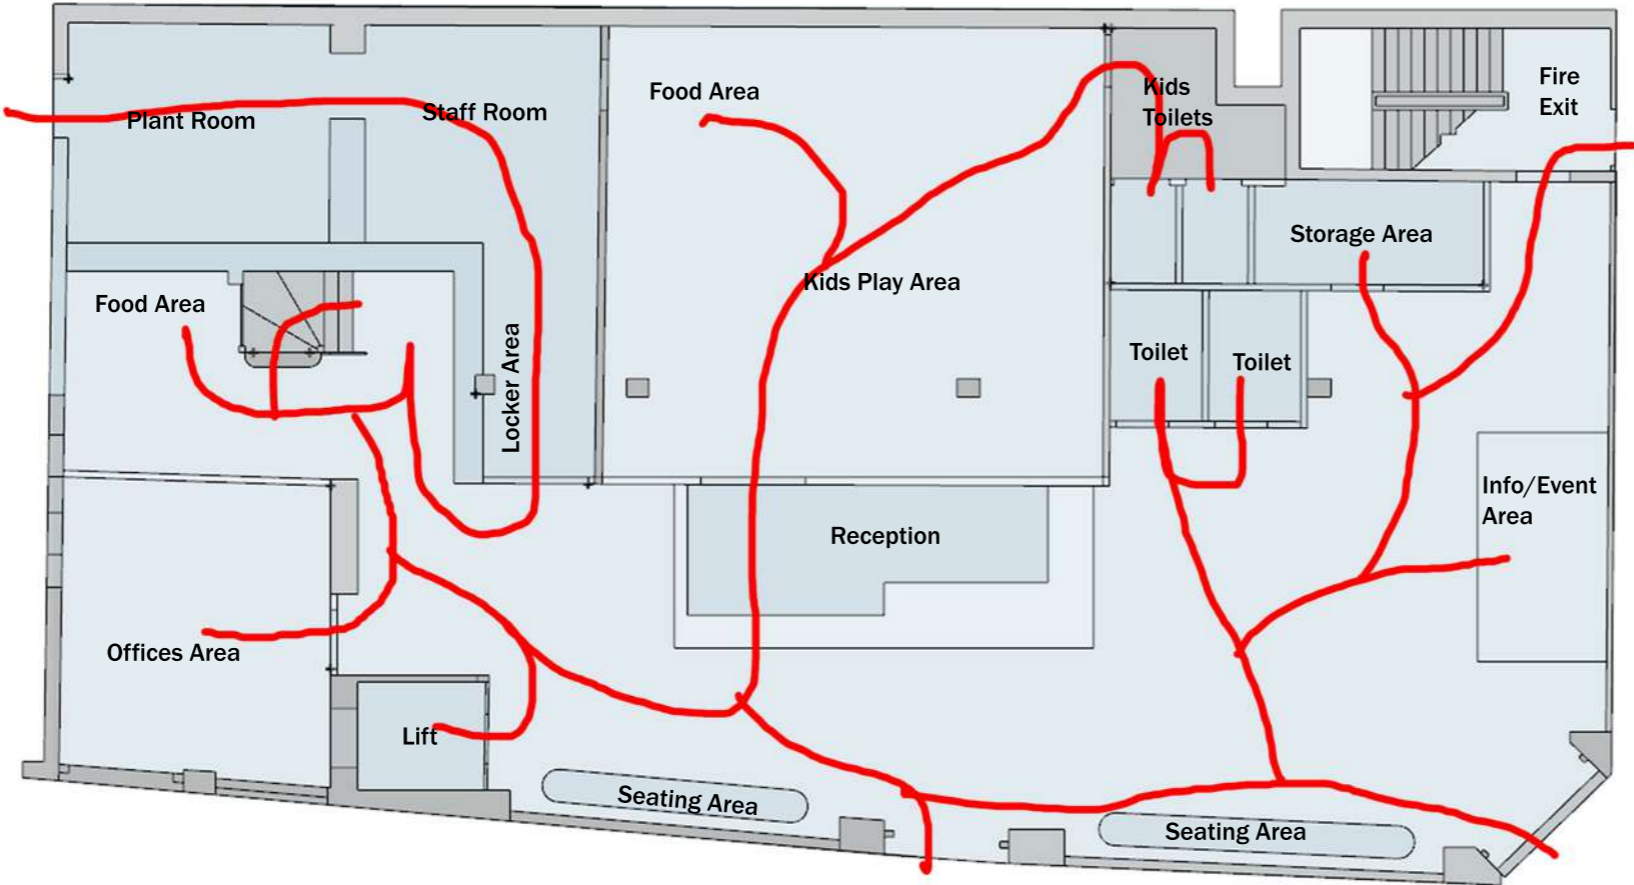 Plant Room
Staff Room
Food Area
Kids
Toilets
Fire
Exit
Storage Area
Food Area
Kids Play Area
Locker Area
Toilet
Toilet
Info/Event
Area
Reception
Offices Area
Lift
Seating Area
Seating Area